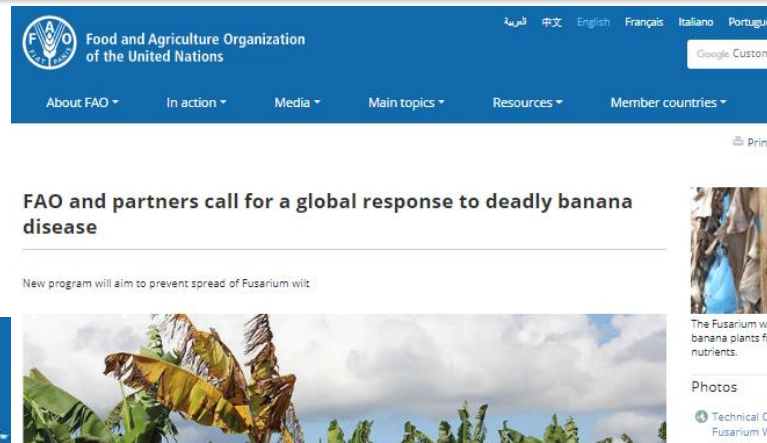 العربية 中文 English Français Italiano
FAO
FIAT PANIS
Food and Agriculture Organization
of the United Nations
Google Custom
About FAO In action Media Main topics Resources Member countries
FAO and partners call for a global response to deadly banana
disease
New program will aim to prevent spread of Fusarium wilt
The Fusarium
banana plants
nutrients.
Photos
Technical
Fusarium